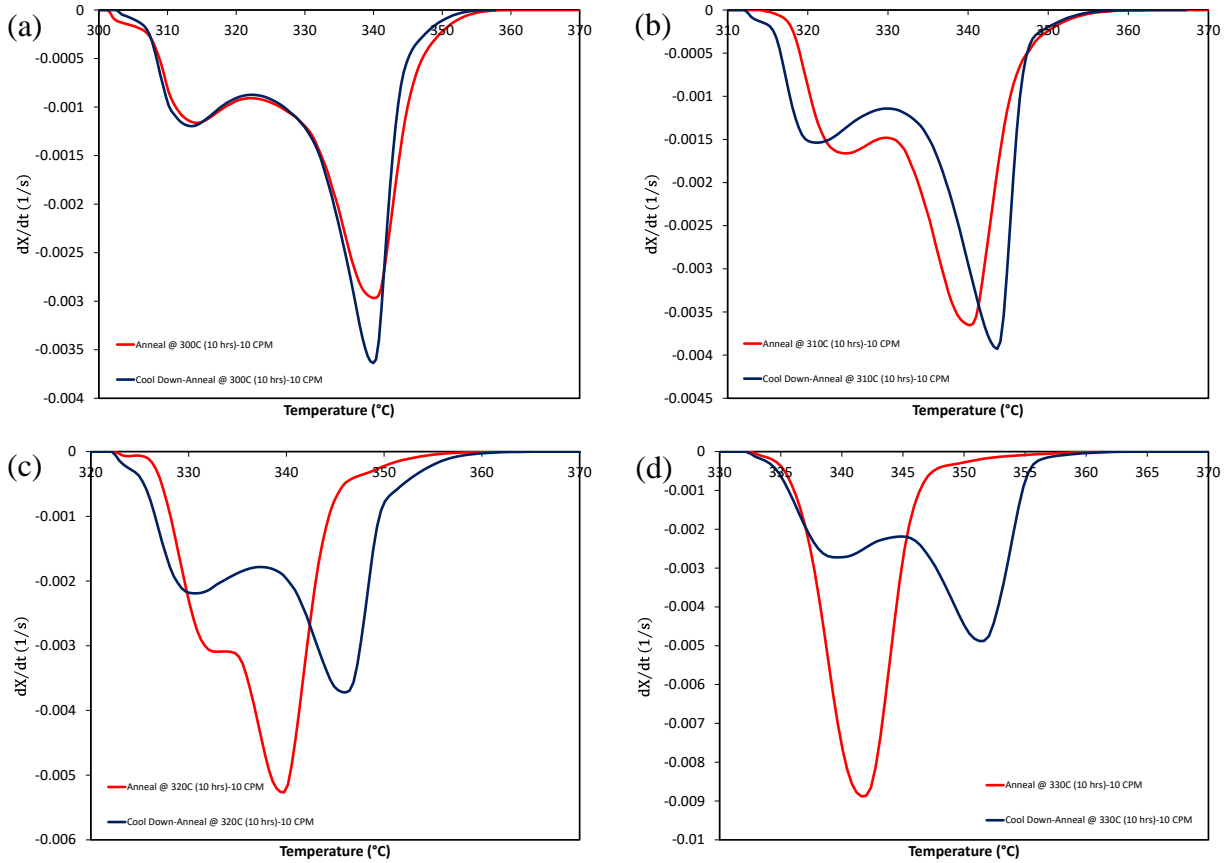 (a)
300 310 320 330 340 350 360 370
0
-0.0005
-0.001
-0.0015
-0.002
-0.0025
-0.003
-0.0035
-0.004
dX/dt (1/s)
Anneal @ 300C (10 hrs)-10 CPM
Cool Down-Anneal @ 300C (10 hrs)-10 CPM
Temperature (°C)
(b)
310 320 330 340 350 360 370
0
-0.0005
-0.001
-0.0015
-0.002
-0.0025
-0.003
-0.0035
-0.004
-0.0045
dX/dt (1/s)
Anneal @ 310C (10 hrs)-10 CPM
Cool Down-Anneal @ 310C (10 hrs)-10 CPM
Temperature (°C)
(c)
320 330 340 350 360 370
0
-0.001
-0.002
-0.003
-0.004
-0.005
-0.006
dX/dt (1/s)
Anneal @ 320C (10 hrs)-10 CPM
Cool Down-Anneal @ 320C (10 hrs)-10 CPM
Temperature (°C)
(d)
330 335 340 345 350 355 360 365 370
0
-0.001
-0.002
-0.003
-0.004
-0.005
-0.006
-0.007
-0.008
-0.009
-0.01
dX/dt (1/s)
Anneal @ 330C (10 hrs)-10 CPM
Cool Down-Anneal @ 330C (10 hrs)-10 CPM
Temperature (°C)